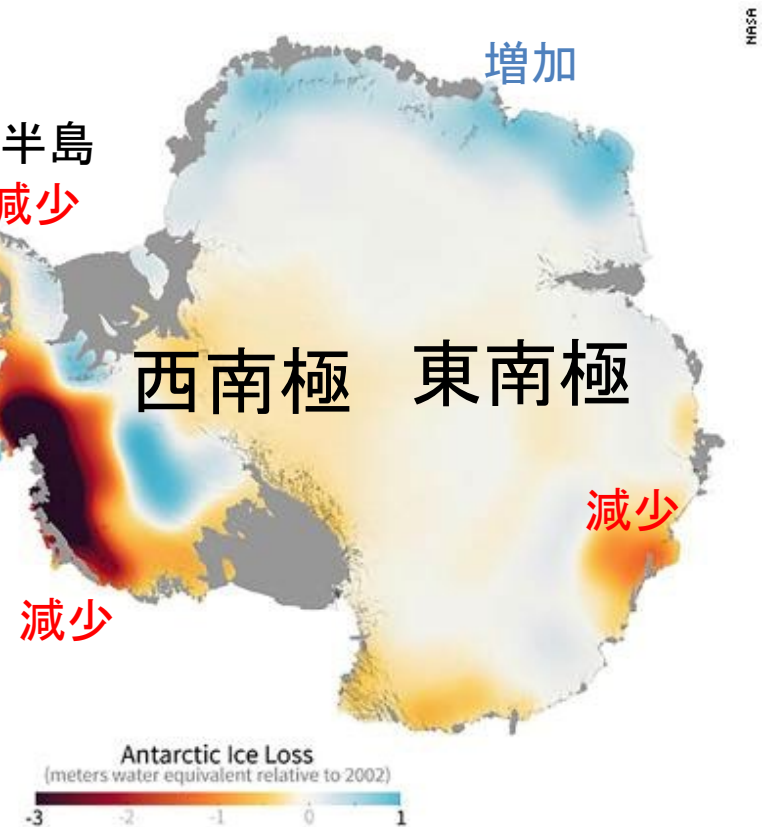 NASA
増加
半島
減少
西南極
東南極
減少
減少
Antarctic Ice Loss
(meters water equivalent relative to 2002)
-3 -2 -1 0 1